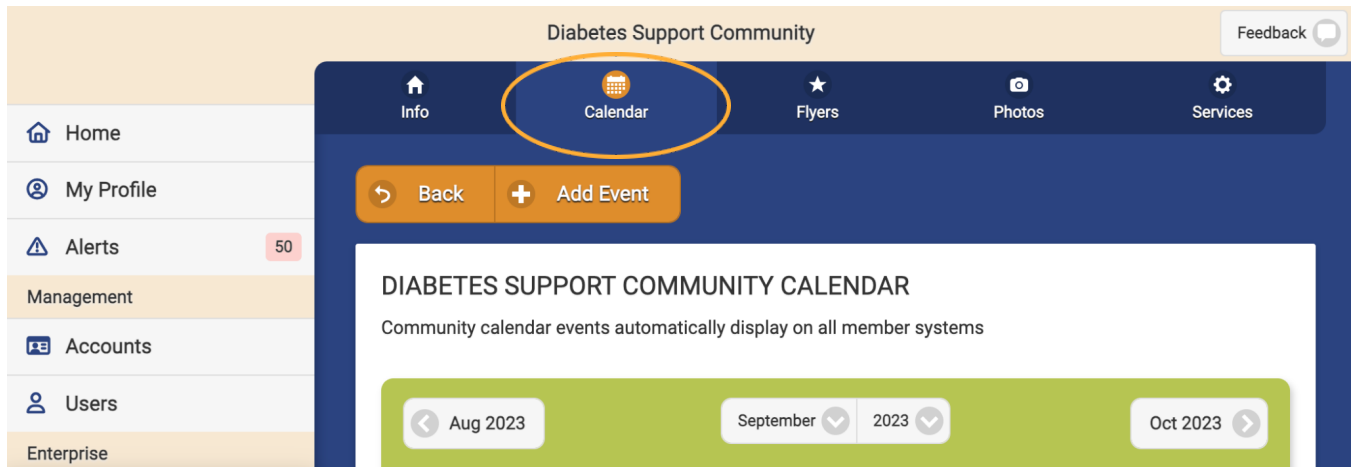 Diabetes Support Community
Feedback
Info
Calendar
Flyers
Photos
Services
Home
My Profile
Alerts 50
Management
Accounts
Users
Enterprise
Back
Add Event
DIABETES SUPPORT COMMUNITY CALENDAR
Community calendar events automatically display on all member systems
Aug 2023
September 2023
Oct 2023